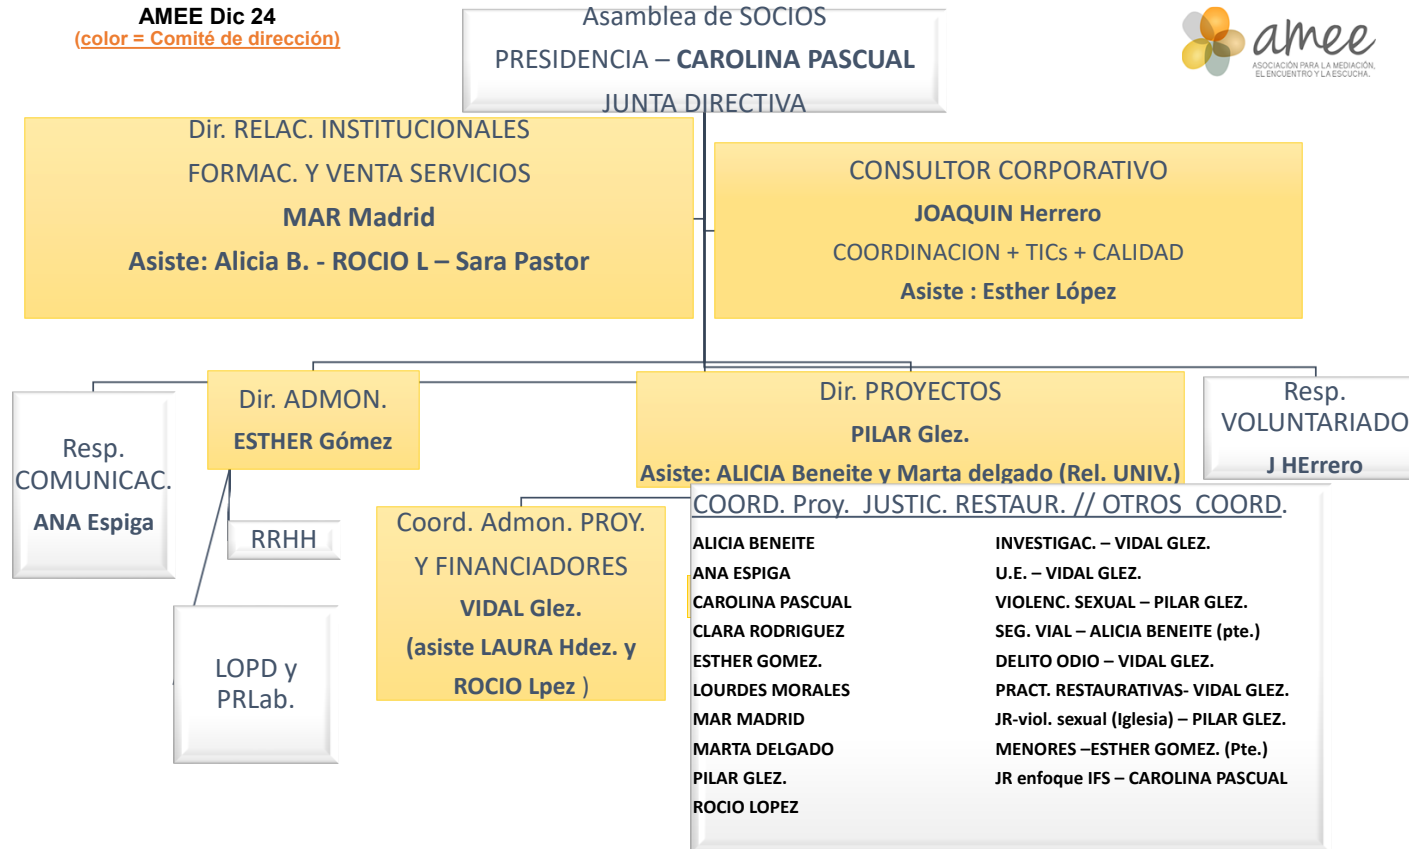 AMEE Dic 24
(color = Comité de dirección)
Asamblea de SOCIOS
PRESIDENCIA – CAROLINA PASCUAL
JUNTA DIRECTIVA
amee
ASOCIACIÓN PARA LA MEDIACIÓN,
EL ENCUENTRO Y LA ESCUCHA.
Dir. RELAC. INSTITUCIONALES
FORMAC. Y VENTA SERVICIOS
MAR Madrid
Asiste: Alicia B. - ROCIO L – Sara Pastor
CONSULTOR CORPORATIVO
JOAQUIN Herrero
COORDINACION + TICs + CALIDAD
Asiste : Esther López
Resp.
COMUNICAC.
ANA Espiga
Dir. ADMON.
ESTHER Gómez
Dir. PROYECTOS
PILAR Glez.
Asiste: ALICIA Beneite y Marta delgado (Rel. UNIV.)
Resp.
VOLUNTARIADO
J HErrero
RRHH
LOPD y
PRLab.
Coord. Admon. PROY.
Y FINANCIADORES
VIDAL Glez.
(asiste LAURA Hdez. y
ROCIO Lpez )
COORD. Proy. JUSTIC. RESTAUR. // OTROS COORD.
ALICIA BENEITE
ANA ESPIGA
CAROLINA PASCUAL
CLARA RODRIGUEZ
ESTHER GOMEZ.
LOURDES MORALES
MAR MADRID
MARTA DELGADO
PILAR GLEZ.
ROCIO LOPEZ
INVESTIGAC. – VIDAL GLEZ.
U.E. – VIDAL GLEZ.
VIOLENC. SEXUAL – PILAR GLEZ.
SEG. VIAL – ALICIA BENEITE (pte.)
DELITO ODIO – VIDAL GLEZ.
PRACT. RESTAURATIVAS- VIDAL GLEZ.
JR-viol. sexual (Iglesia) – PILAR GLEZ.
MENORES –ESTHER GOMEZ. (Pte.)
JR enfoque IFS – CAROLINA PASCUAL